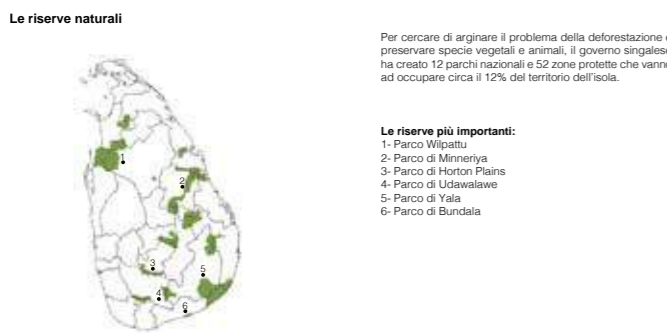 Le riserve naturali
Per cercare di arginare il problema della deforestazione e
preservare specie vegetali e animali, il governo singalese
ha creato 12 parchi nazionali e 52 zone protette che vanno
ad occupare circa il 12% del territorio dell'isola.
Le riserve più importanti:
1- Parco Wilpattu
2- Parco di Minneriya
3- Parco di Horton Plains
4- Parco di Udawalawe
5- Parco di Yala
6- Parco di Bundala
1
2
3
5
4
6